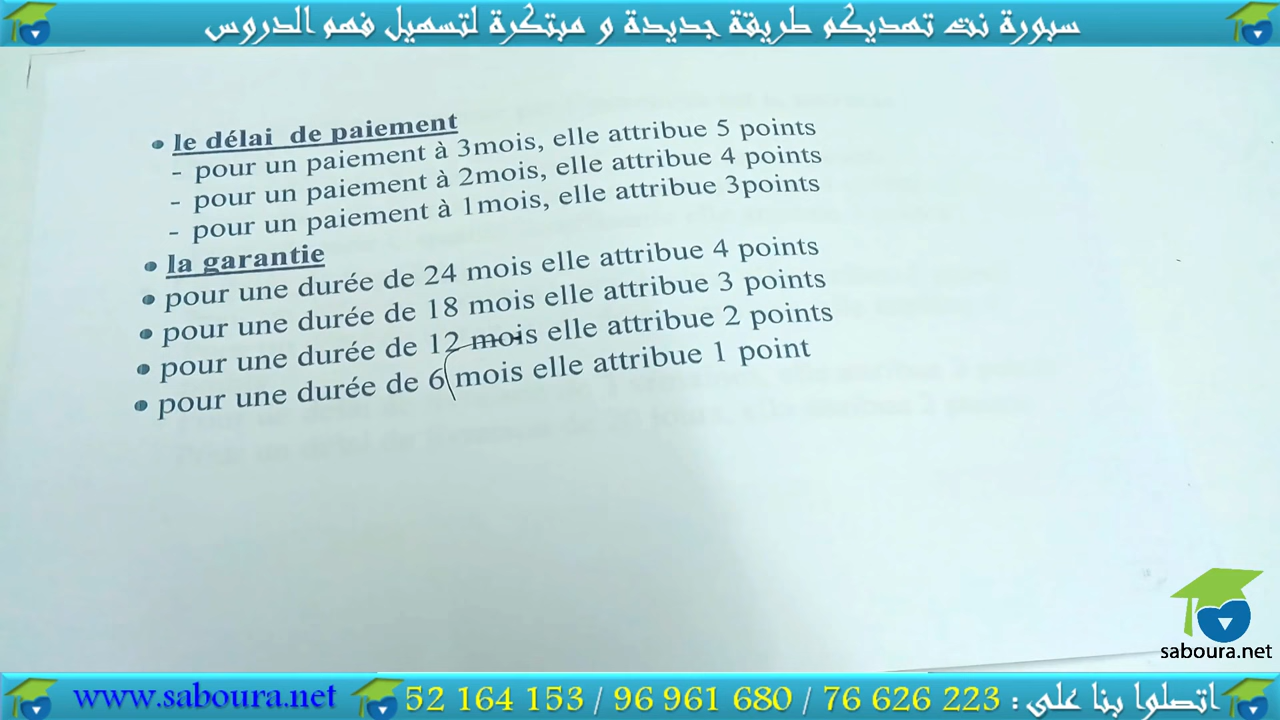 سبورة نت تهديكم طريقة جديدة و مبتكرة لتسهيل فهم الدروس
• le délai de paiement
- pour un paiement à 3mois, elle attribue 5 points
- pour un paiement à 2mois, elle attribue 4 points
- pour un paiement à 1mois, elle attribue 3points
• la garantie
• pour une durée de 24 mois elle attribue 4 points
• pour une durée de 18 mois elle attribue 3 points
• pour une durée de 12 mois elle attribue 2 points
• pour une durée de 6 mois elle attribue 1 point
saboura.net
www.saboura.net 52 164 153 / 96 961 680 / 76 626 223 : اتصلوا بنا على